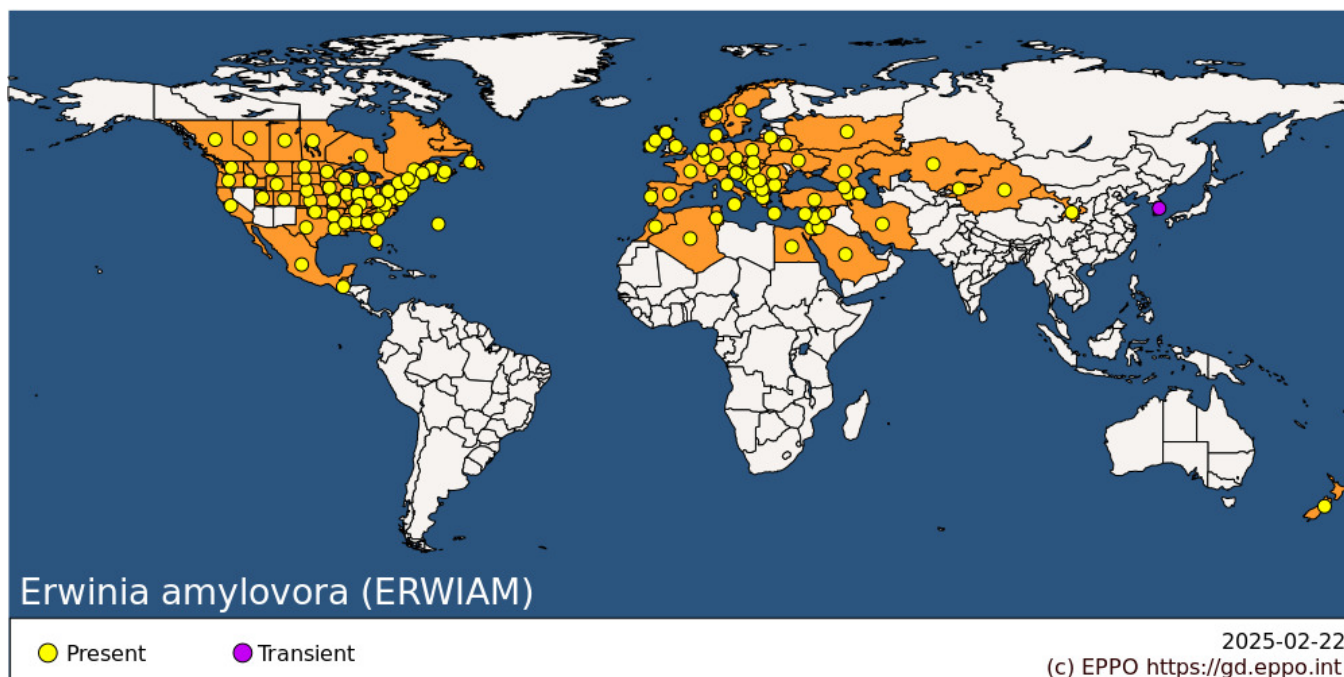 Erwinia amylovora (ERWIAM)
Present
Transient
2025-02-22
(c) EPPO https://gd.eppo.int